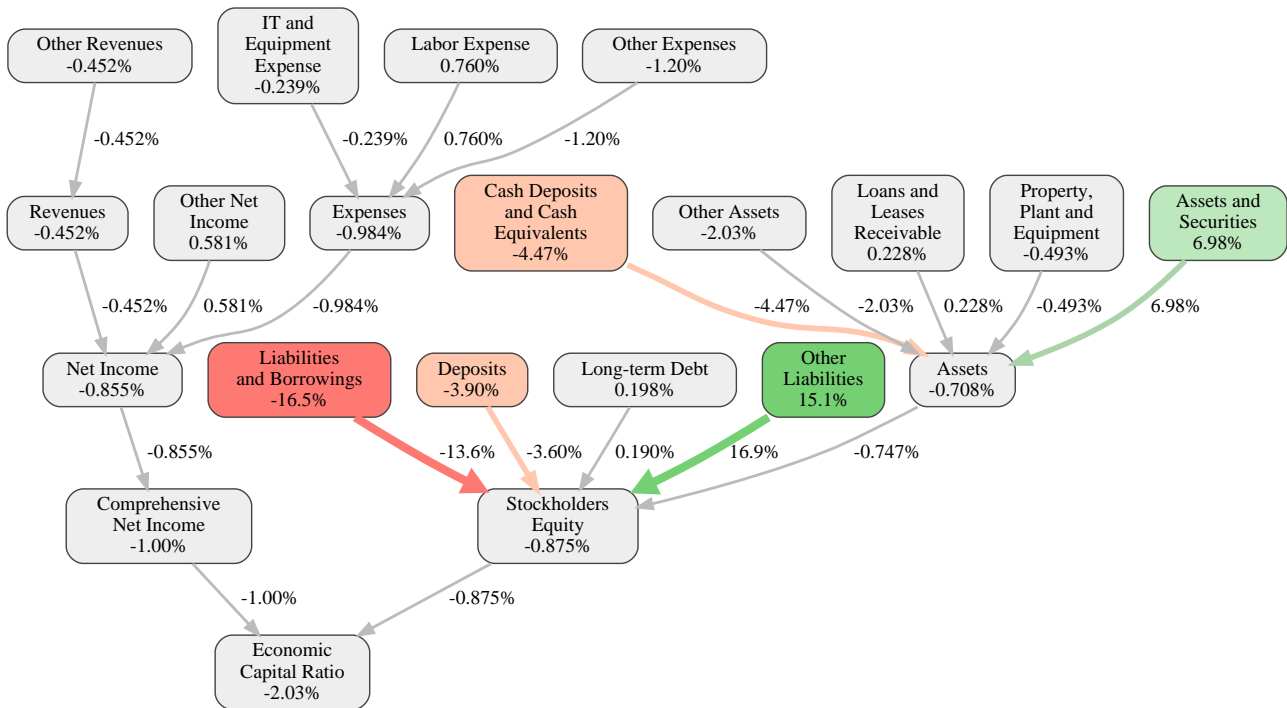 Other Revenues
-0.452%
IT and
Equipment
Expense
-0.239%
Labor Expense
0.760%
Other Expenses
-1.20%
-0.452%
-0.239%
0.760%
-1.20%
Revenues
-0.452%
Other Net
Income
0.581%
Expenses
-0.984%
Cash Deposits
and Cash
Equivalents
-4.47%
Other Assets
-2.03%
Loans and
Leases
Receivable
0.228%
Property,
Plant and
Equipment
-0.493%
Assets and
Securities
6.98%
-0.452%
0.581%
-0.984%
-4.47%
-2.03%
0.228%
-0.493%
6.98%
Net Income
-0.855%
Liabilities
and Borrowings
-16.5%
Deposits
-3.90%
Long-term Debt
0.198%
Other
Liabilities
15.1%
Assets
-0.708%
-0.855%
-13.6%
-3.60%
0.190%
16.9%
-0.747%
Comprehensive
Net Income
-1.00%
Stockholders
Equity
-0.875%
-1.00%
-0.875%
Economic
Capital Ratio
-2.03%